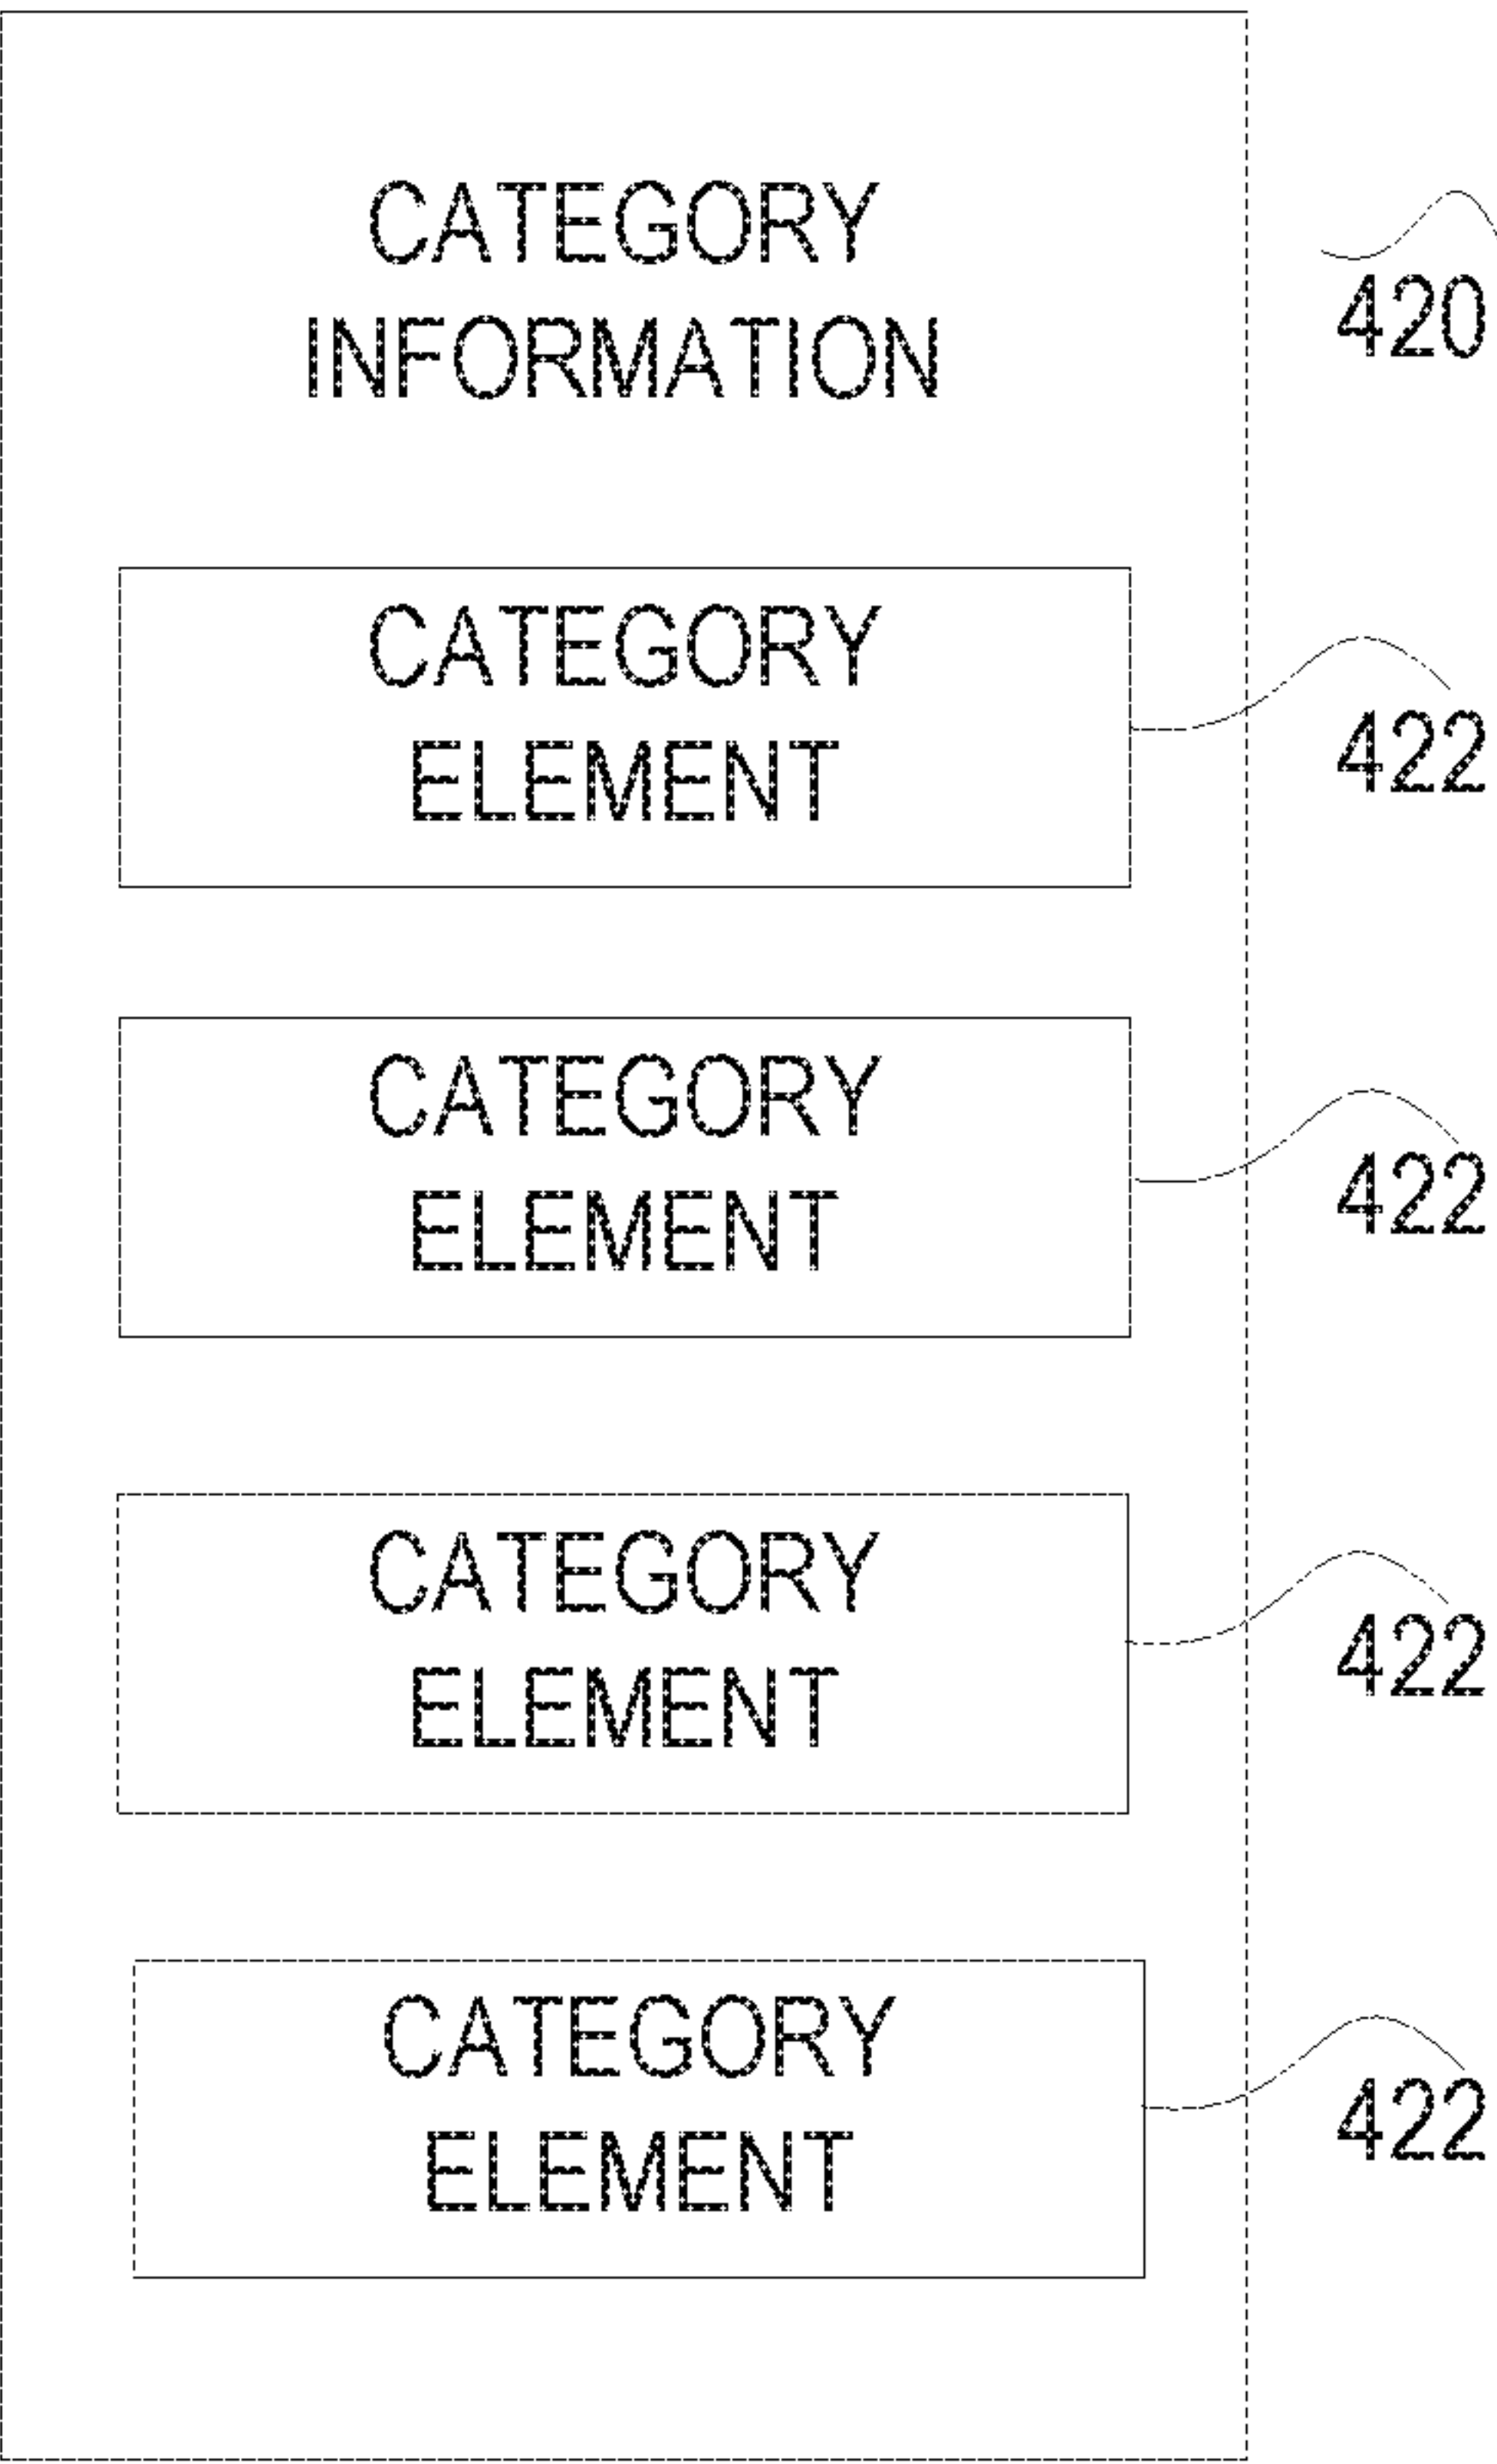 CATEGORY
INFORMATION
420
CATEGORY
ELEMENT
422
CATEGORY
ELEMENT
422
CATEGORY
ELEMENT
422
CATEGORY
ELEMENT
422